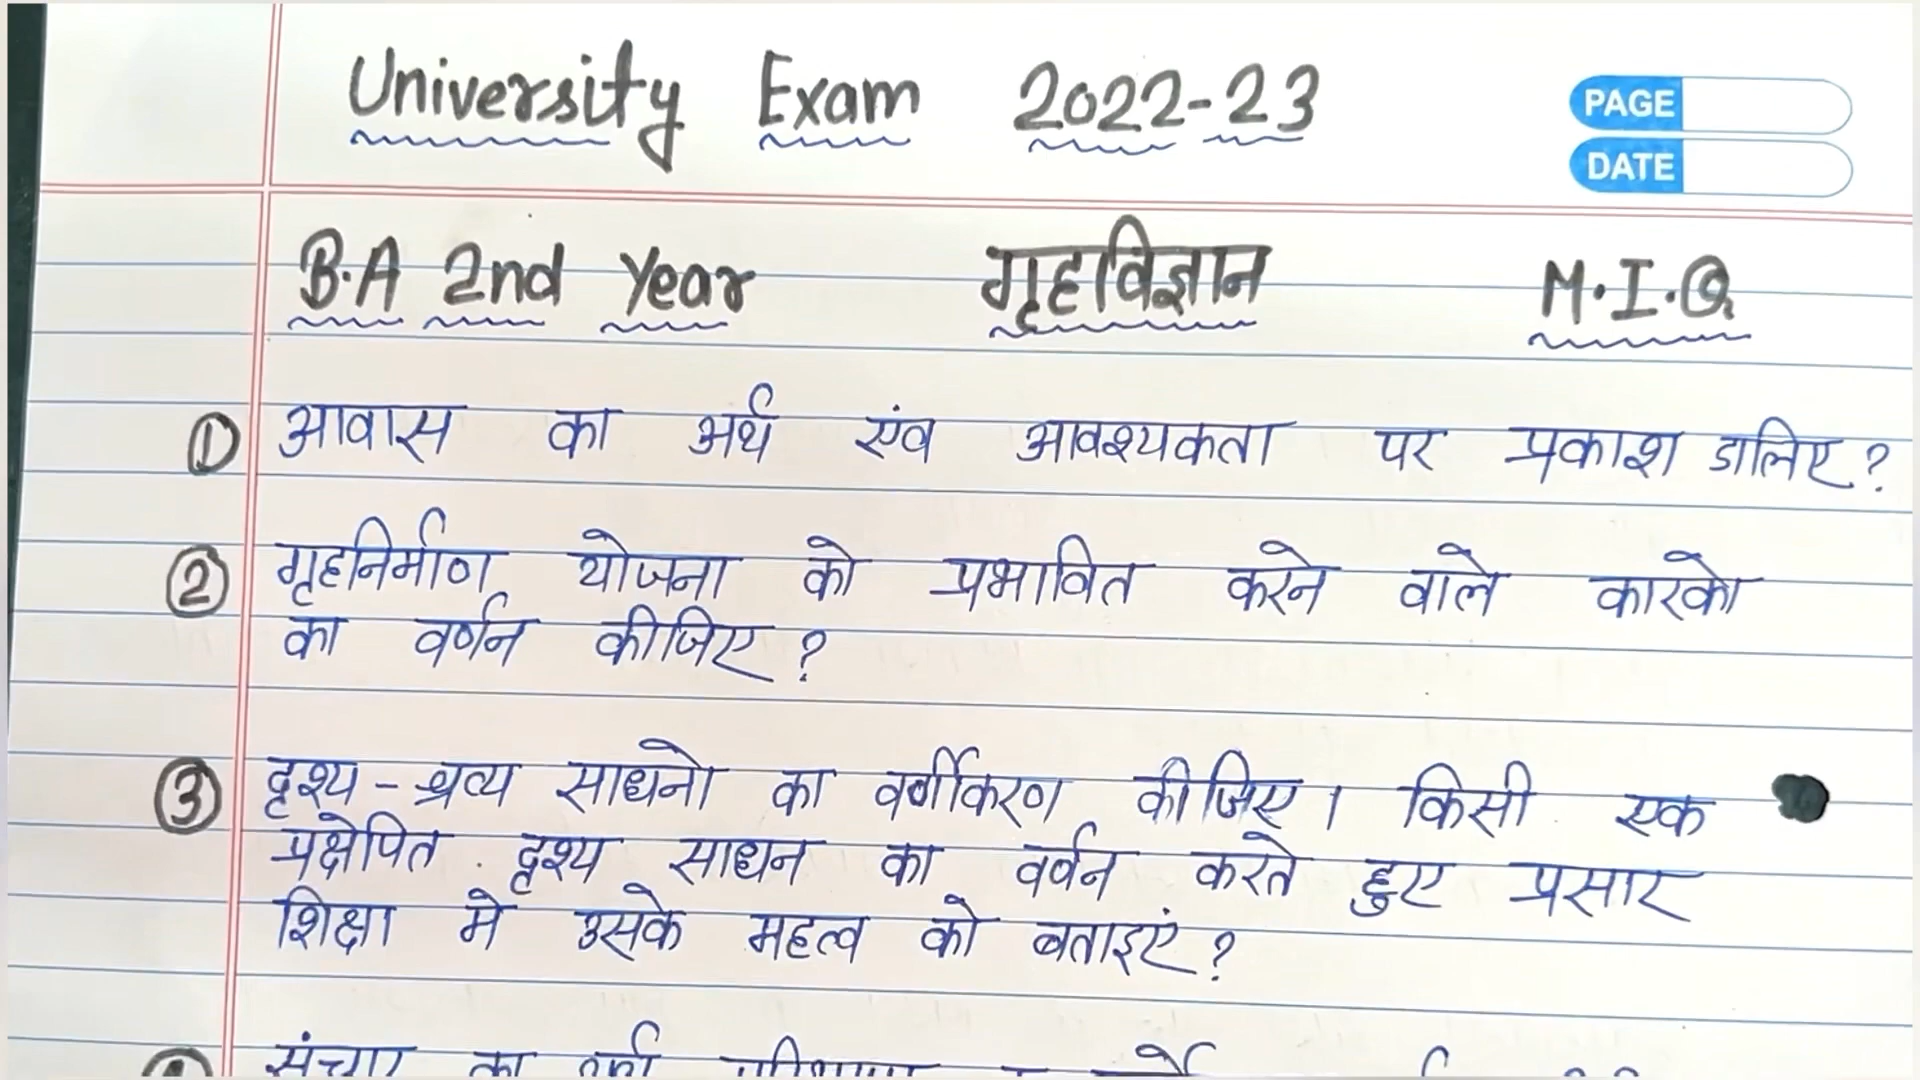 University Exam 2022-23
PAGE
DATE
B.A 2nd Year गृहविज्ञान M.I.Q
① आवास का अर्थ एंव आवश्यकता पर प्रकाश डालिए?
② गृहनिर्माण योजना को प्रभावित करने वाले कारको
का वर्णन कीजिए?
③ दृश्य-श्रव्य साधनो का वर्गीकरण कीजिए। किसी एक
प्रक्षेपित दृश्य साधन का वर्वन करते हुए प्रसार
शिक्षा मे उसके महत्व को बताइएं?
संचार का